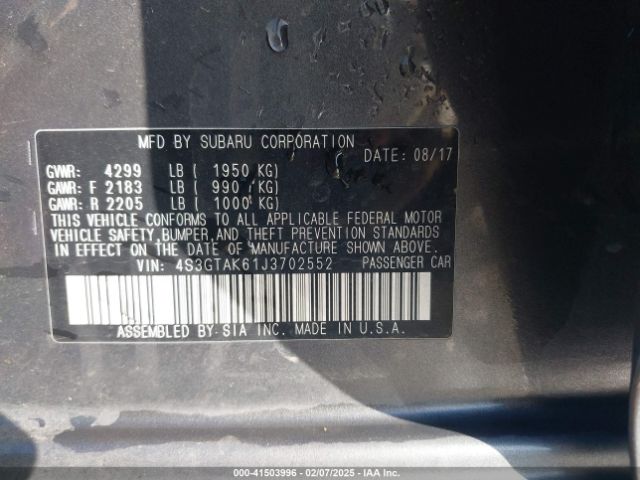 MFD BY SUBARU CORPORATION
DATE: 08/17
GVWR: 4299 LB ( 1950 KG)
GAWR: F 2183 LB ( 990 KG)
GAWR: R 2205 LB ( 1000 KG)
THIS VEHICLE CONFORMS TO ALL APPLICABLE FEDERAL MOTOR
VEHICLE SAFETY, BUMPER, AND THEFT PREVENTION STANDARDS
IN EFFECT ON THE DATE OF MANUFACTURE SHOWN ABOVE.
VIN: 4S3GTAK61J3702552 PASSENGER CAR
ASSEMBLED BY SIA INC. MADE IN U.S.A.
000-41503996 - 02/07/2025 - IAA Inc.